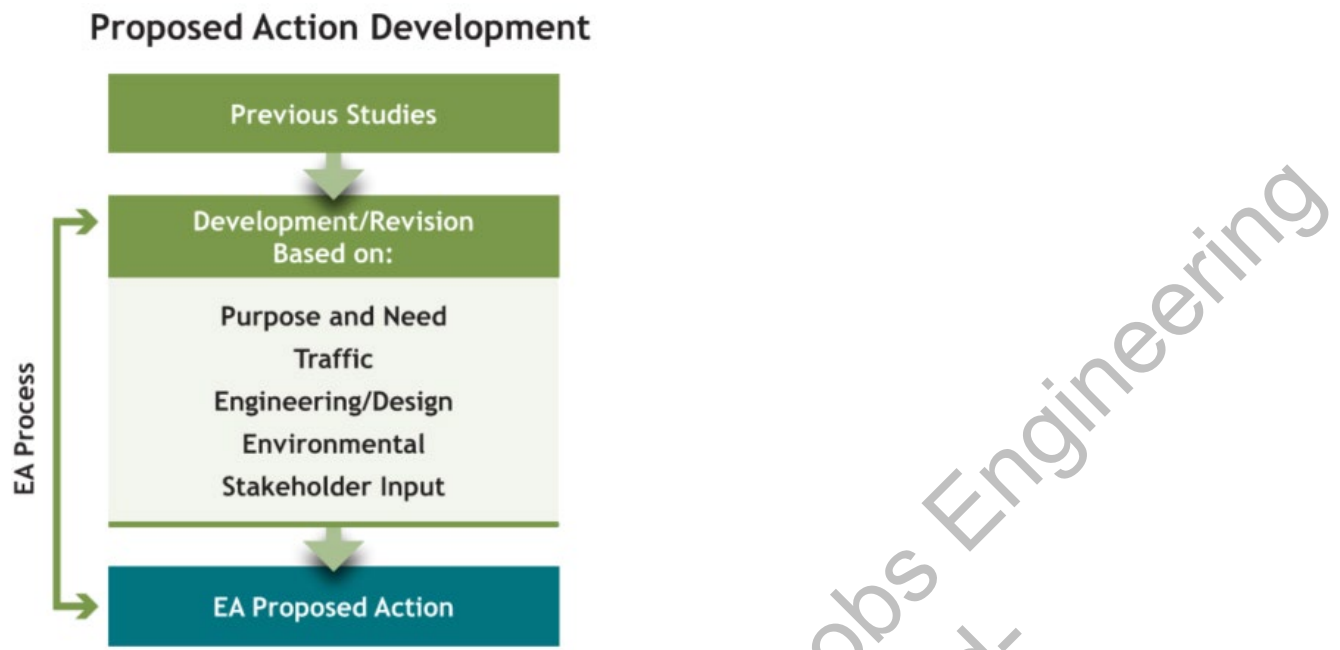 Proposed Action Development
Previous Studies
Development/Revision
Based on:
Purpose and Need
Traffic
Engineering/Design
Environmental
Stakeholder Input
EA Process
EA Proposed Action
Engineering